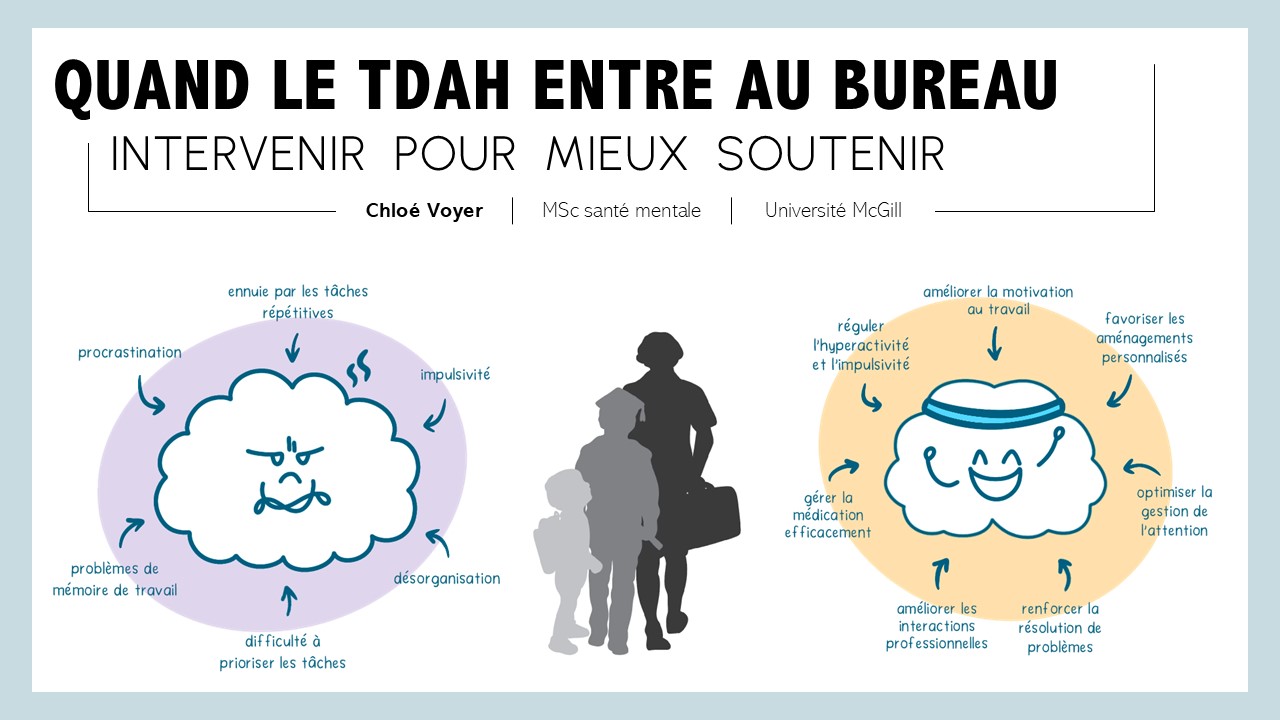 QUAND LE TDAH ENTRE AU BUREAU
INTERVENIR POUR MIEUX SOUTENIR
Chloé Voyer
MSc santé mentale
Université McGill
ennuie par les tâches
répétitives
procrastination
impulsivité
problèmes de
mémoire de travail
désorganisation
difficulté à
prioriser les tâches
améliorer la motivation
au travail
réguler
l'hyperactivité
et l'impulsivité
favoriser les
aménagements
personnalisés
gérer la
médication
efficacement
optimiser la
gestion de
l'attention
améliorer les
interactions
professionnelles
renforcer la
résolution de
problèmes